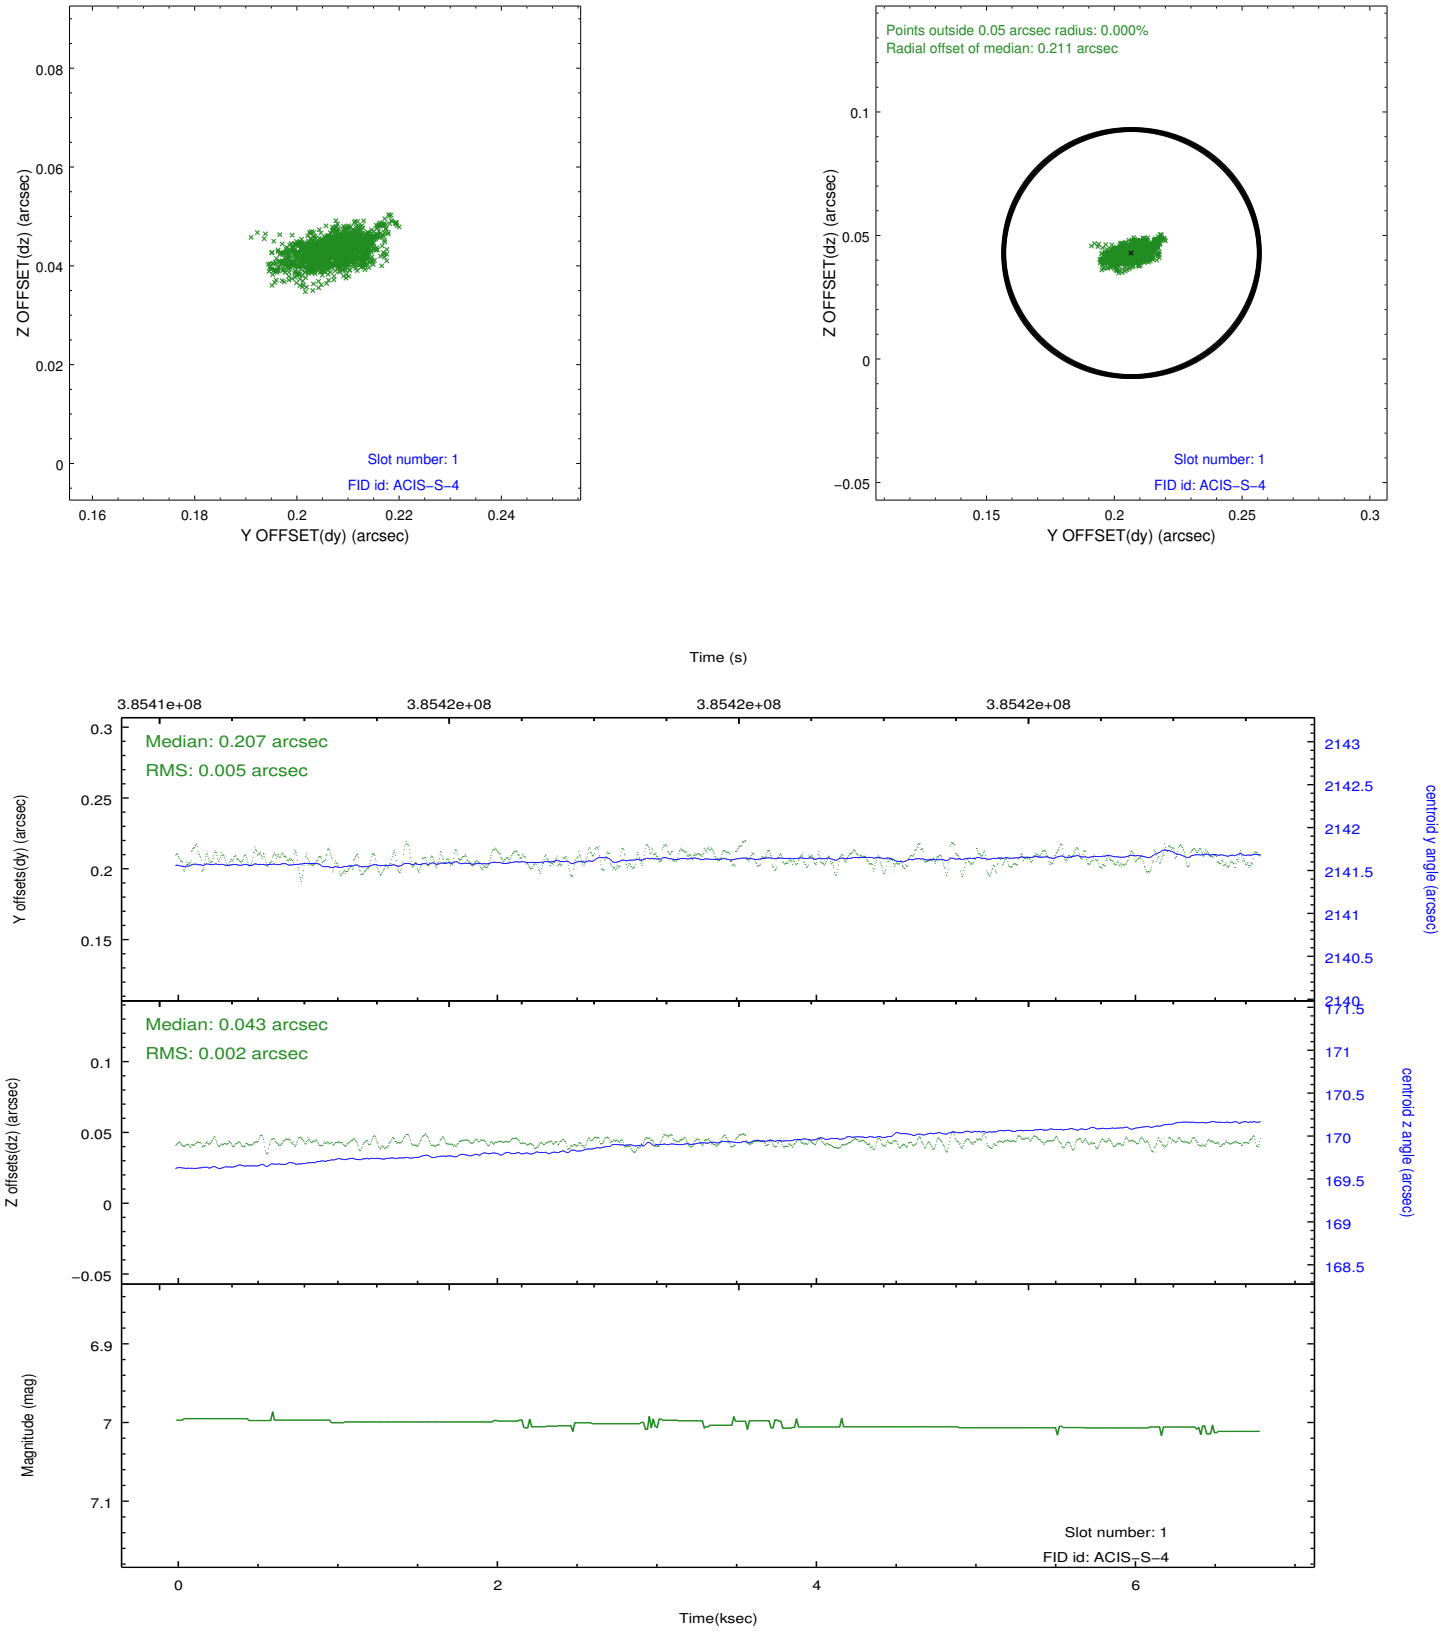 0.08
0.06
0.04
0.02
0
Z OFFSET(dz) (arcsec)
Slot number: 1
FID id: ACIS−S−4
0.16 0.18 0.2 0.22 0.24
Y OFFSET(dy) (arcsec)
Points outside 0.05 arcsec radius: 0.000%
Radial offset of median: 0.211 arcsec
0.1
0.05
0
−0.05
Z OFFSET(dz) (arcsec)
Slot number: 1
FID id: ACIS−S−4
0.15 0.2 0.25 0.3
Y OFFSET(dy) (arcsec)
Time (s)
3.8541e+08 3.8542e+08 3.8542e+08 3.8542e+08
Median: 0.207 arcsec
RMS: 0.005 arcsec
0.3
0.25
0.2
0.15
Y offsets(dy) (arcsec)
2143
2142.5
2142
2141.5
2141
2140.5
2140
centroid y angle (arcsec)
Median: 0.043 arcsec
RMS: 0.002 arcsec
0.1
0.05
0
−0.05
Z offsets(dz) (arcsec)
171.5
171
170.5
170
169.5
169
168.5
centroid z angle (arcsec)
6.9
7
7.1
Magnitude (mag)
Slot number: 1
FID id: ACIS−S−4
0 2 4 6
Time(ksec)